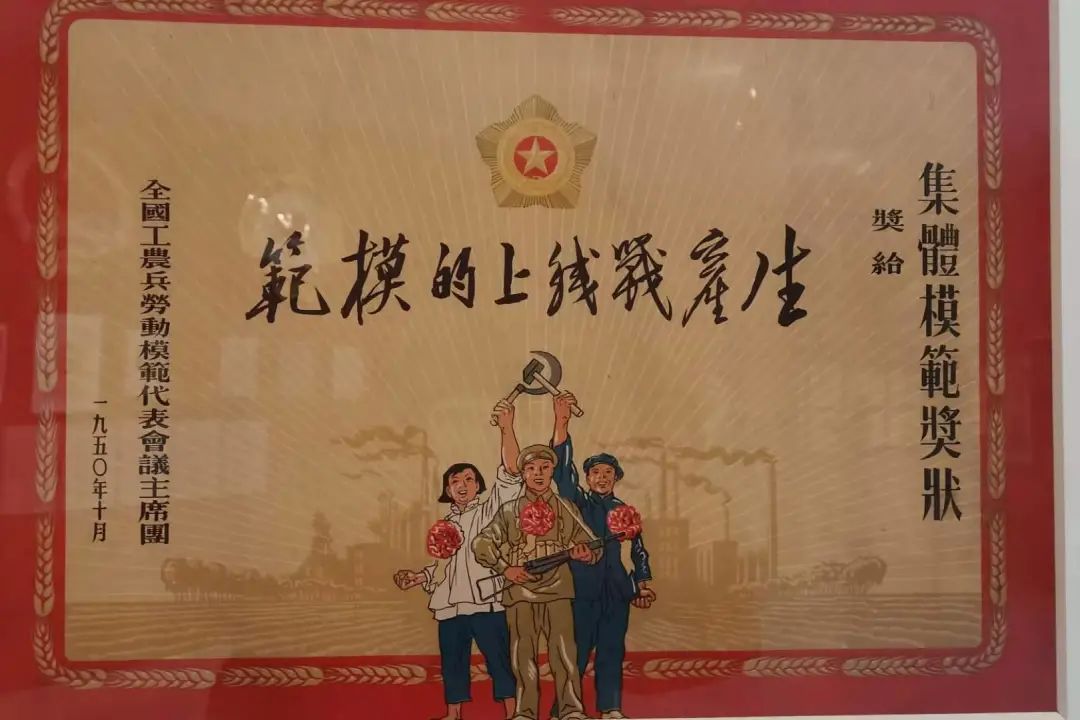 集體模範獎狀
獎給
生產戰线上的模範
全國工農兵勞動模範代表會議主席團
一九五〇年十月